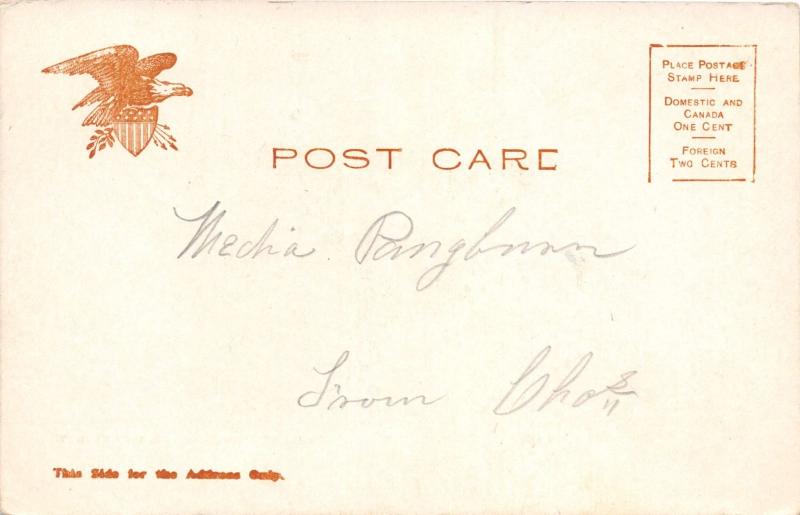 PLACE POSTAGE
STAMP HERE
DOMESTIC AND
CANADA
ONE CENT
FOREIGN
TWO CENTS
POST CARD
Media Pangburn
From Chas
This Side for the Address Only.